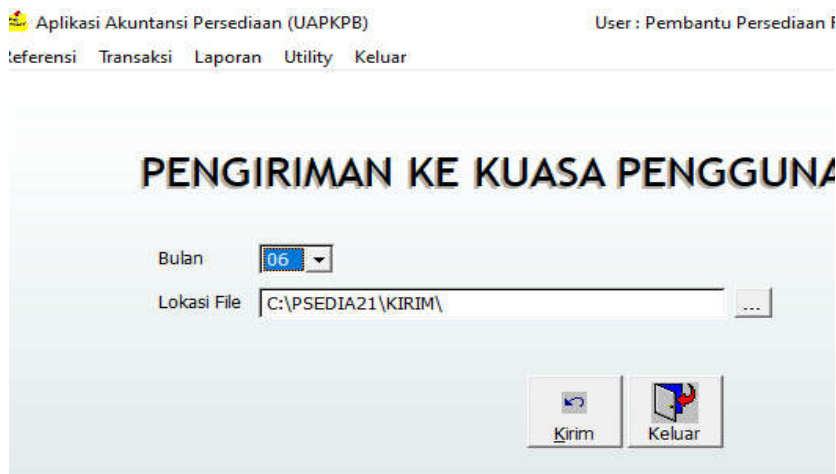 Aplikasi Akuntansi Persediaan (UAPKPB) User : Pembantu Persediaan
Transaksi Laporan Utility Keluar
PENGIRIMAN KE KUASA PENGGUNA
Bulan 06
Lokasi File C:\PSEDIA21\KIRIM\ ...
Kirim Keluar